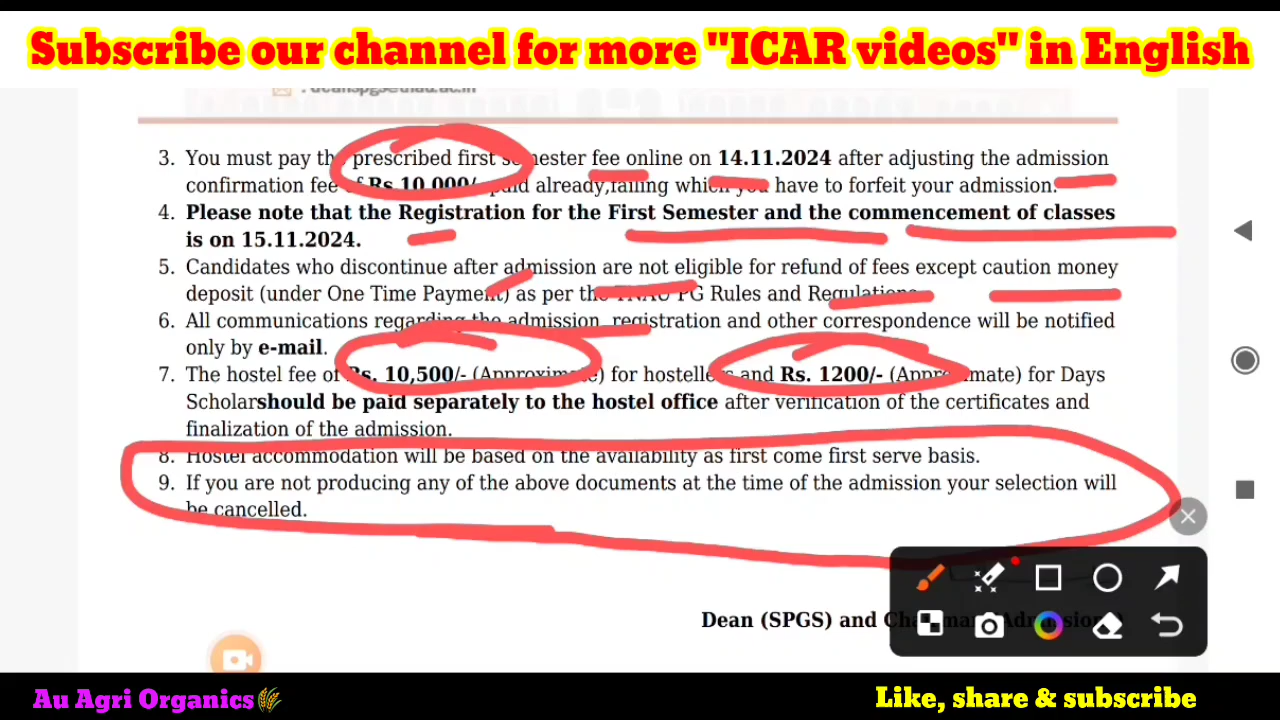 Subscribe our channel for more "ICAR videos" in English
3. You must pay the prescribed first semester fee online on 14.11.2024 after adjusting the admission
confirmation fee of Rs.10,000/- paid already,failing which you have to forfeit your admission.
4. Please note that the Registration for the First Semester and the commencement of classes
is on 15.11.2024.
5. Candidates who discontinue after admission are not eligible for refund of fees except caution money
deposit (under One Time Payment) as per the TNAU PG Rules and Regulations
6. All communications regarding the admission, registration and other correspondence will be notified
only by e-mail.
7. The hostel fee of Rs. 10,500/- (Approximate) for hostellers and Rs. 1200/- (Approximate) for Days
Scholarshould be paid separately to the hostel office after verification of the certificates and
finalization of the admission.
8. Hostel accommodation will be based on the availability as first come first serve basis.
9. If you are not producing any of the above documents at the time of the admission your selection will
be cancelled.
Dean (SPGS) and
Au Agri Organics
Like, share & subscribe